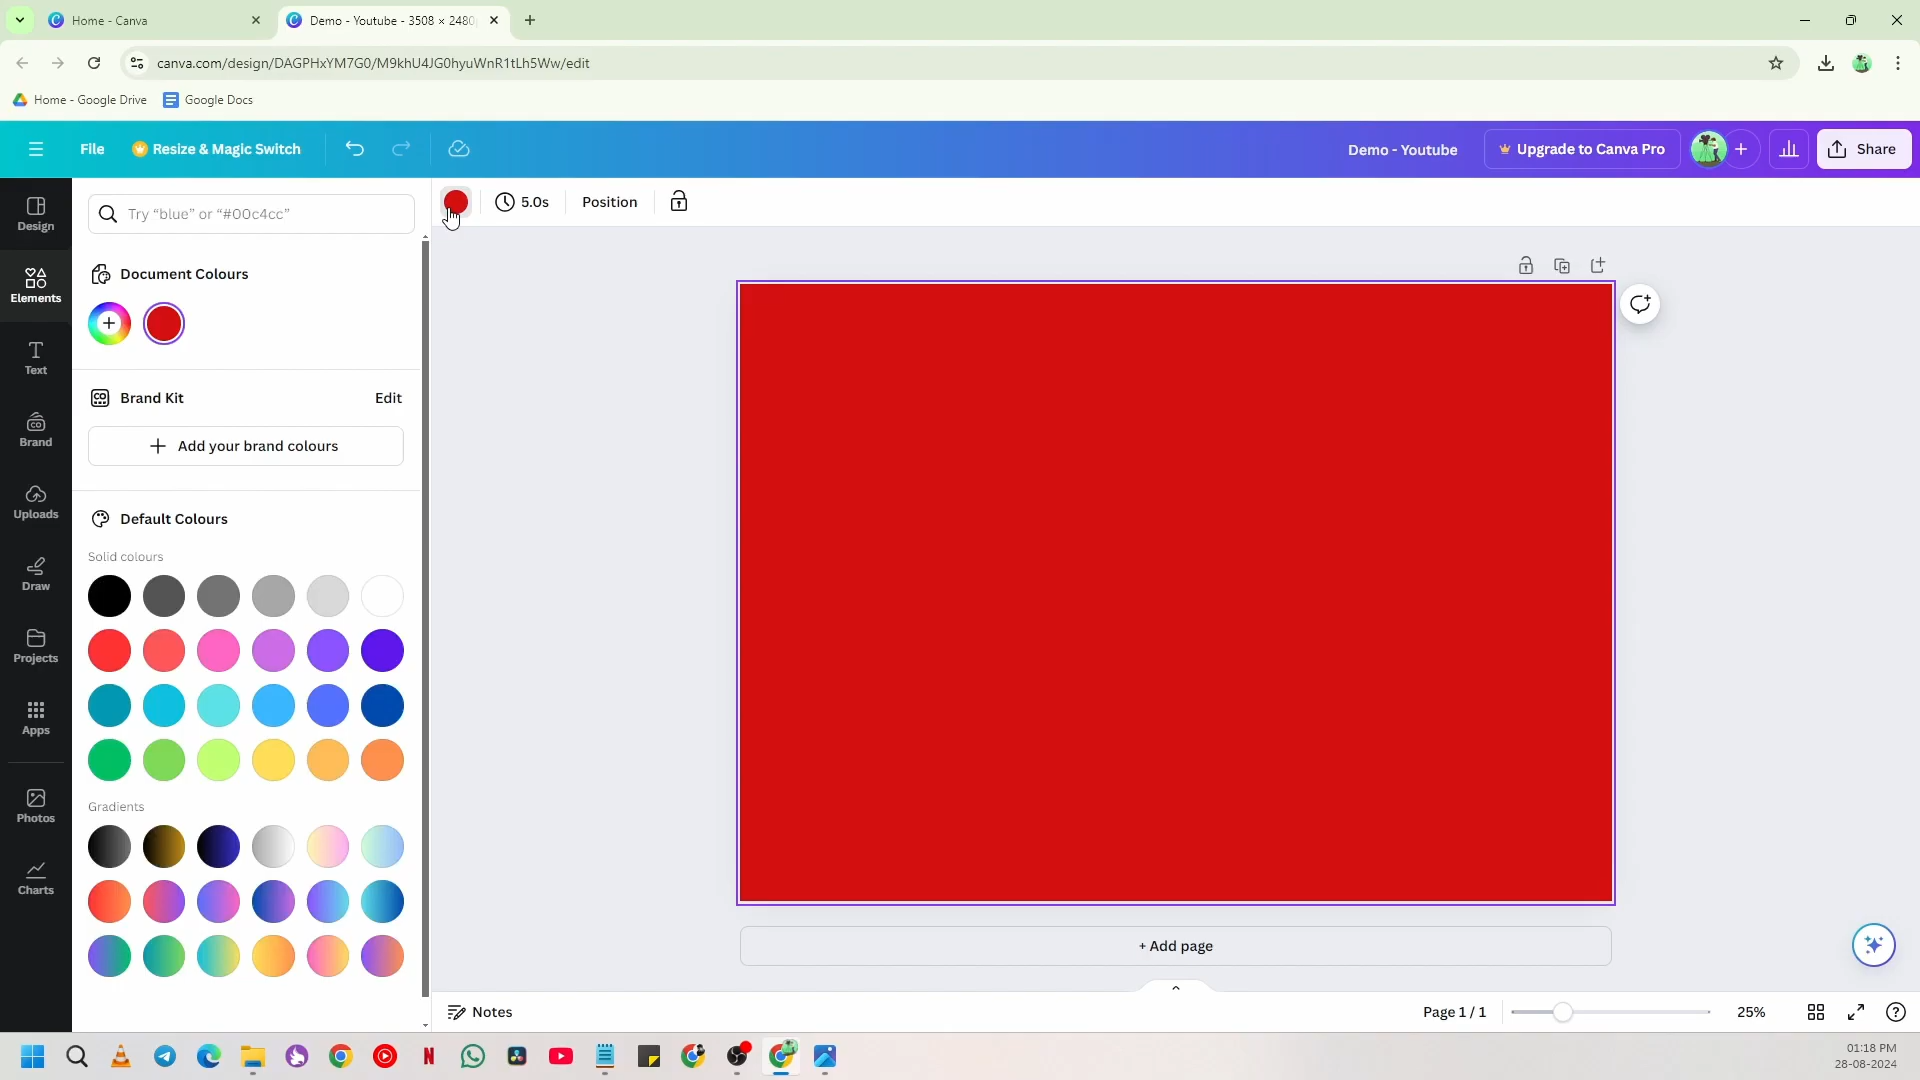 Home - Canva
Demo - Youtube - 3508 × 2480
canva.com/design/DAGPHxYM7G0/M9khU4JG0hyuWnR1tLh5Ww/edit
Home - Google Drive
Google Docs
File
Resize & Magic Switch
Demo - Youtube
Upgrade to Canva Pro
Share
Design
Elements
Text
Brand
Uploads
Draw
Projects
Apps
Photos
Charts
Try “blue” or “#00c4cc”
5.0s
Position
Document Colours
Brand Kit
Edit
Add your brand colours
Default Colours
Solid colours
Gradients
+ Add page
Notes
Page 1 / 1
25%
01:18 PM
28-08-2024